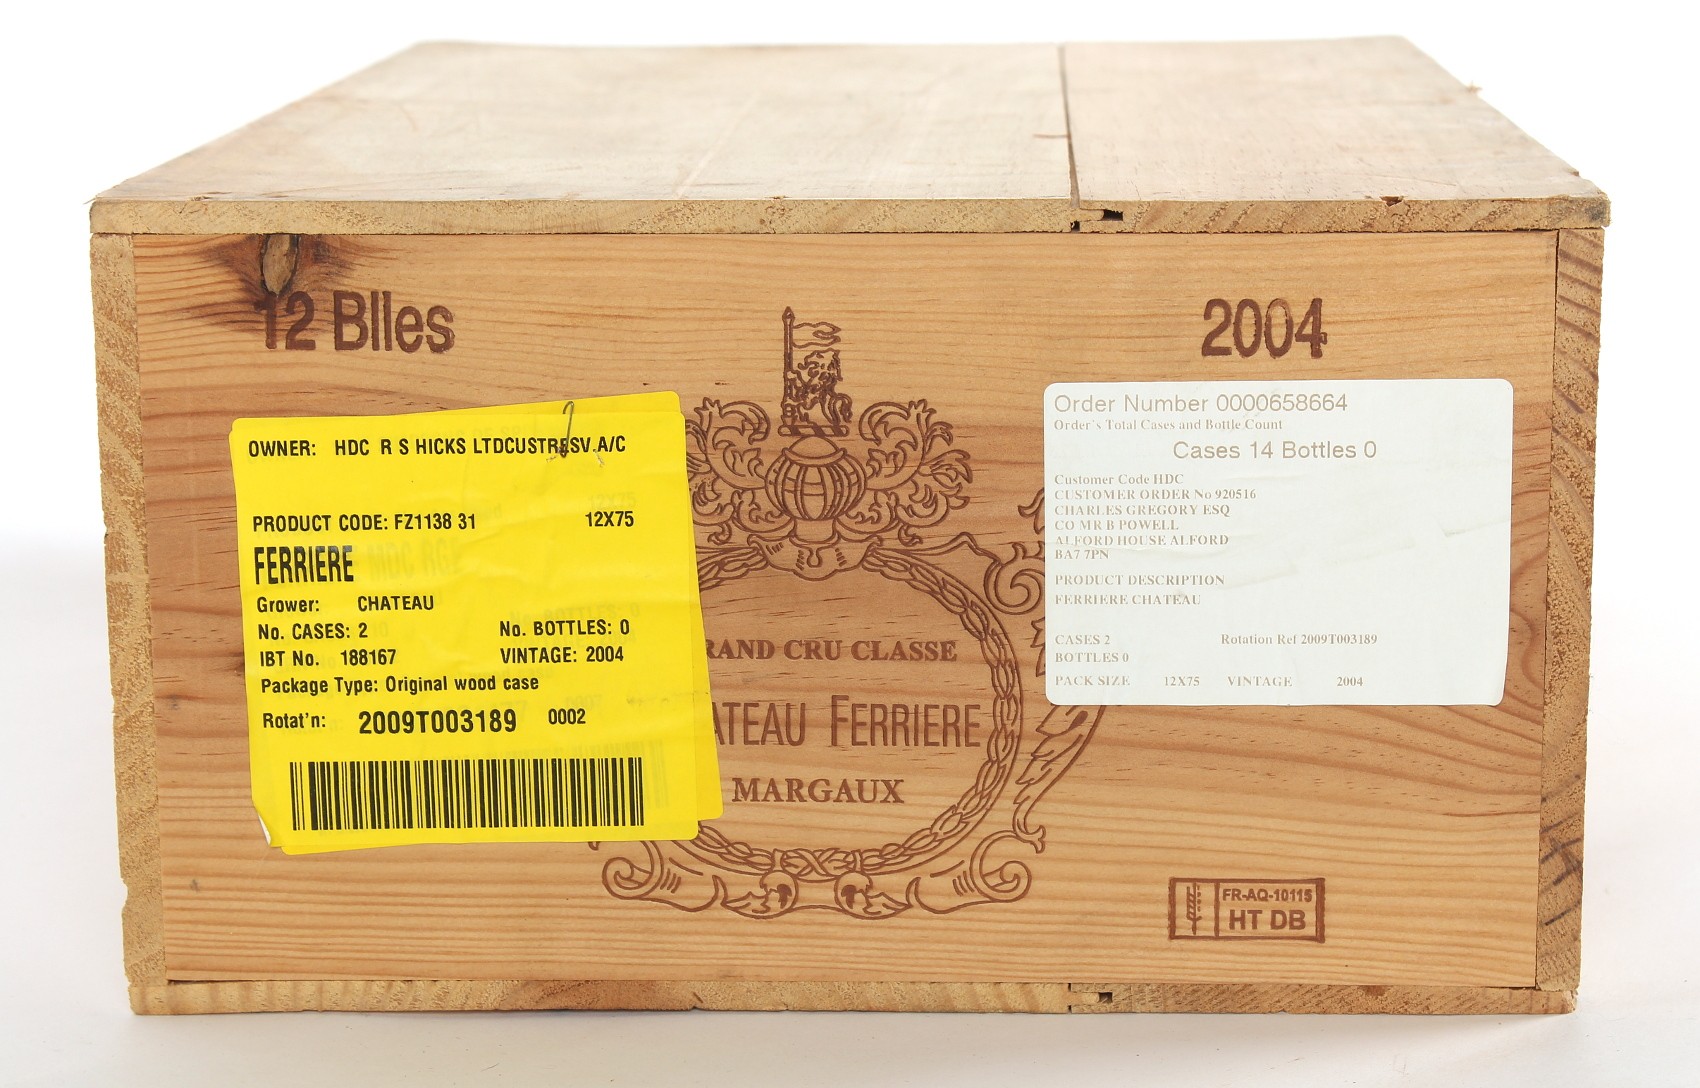 12 Blles
2004
OWNER: HDC R S HICKS LTDCUSTRESV.A/C
PRODUCT CODE: FZ1138 31 12X75
FERRIERE
Grower: CHATEAU
No. CASES: 2 No. BOTTLES: 0
IBT No. 188167 VINTAGE: 2004
Package Type: Original wood case
Rotat'n: 2009T003189 0002
RAND CRU CLASSE
ATEAU FERRIERE
MARGAUX
Order Number 0000658664
Order`s Total Cases and Bottle Count
Cases 14 Bottles 0
Customer Code HDC
CUSTOMER ORDER No 920516
CHARLES GREGORY ESQ
CO MR B POWELL
ALFORD HOUSE ALFORD
BA7 7PN
PRODUCT DESCRIPTION
FERRIERE CHATEAU
CASES 2 Rotation Ref 2009T003189
BOTTLES 0
PACK SIZE 12X75 VINTAGE 2004
FR-AQ-10115
HT DB